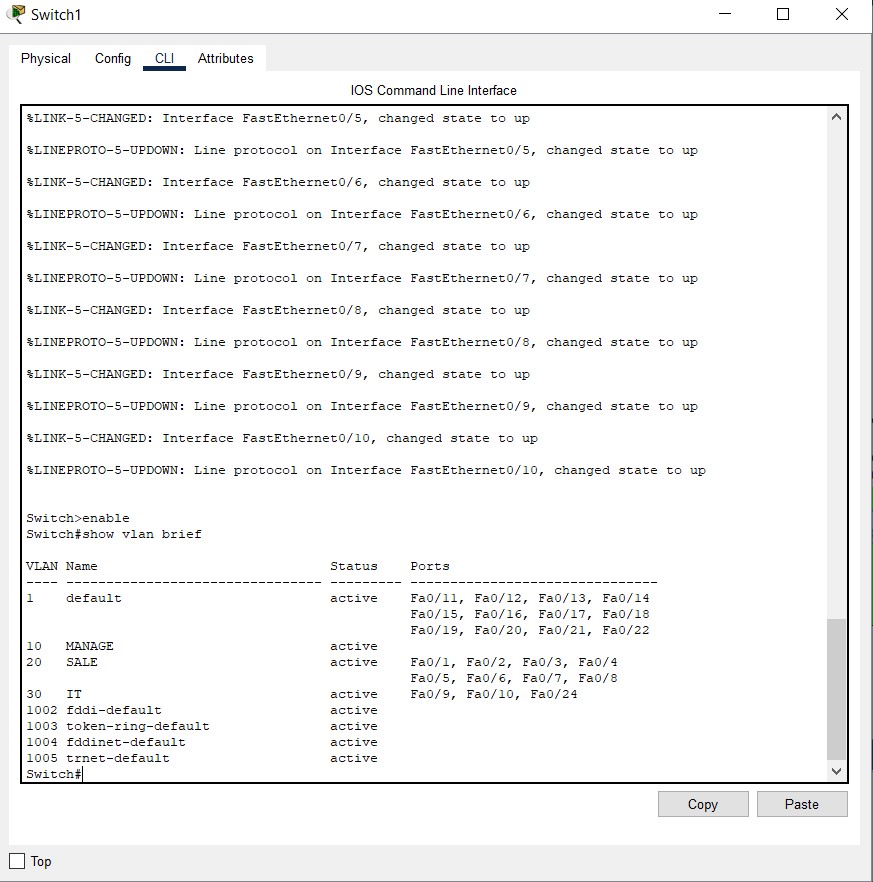 Switch1
Physical Config CLI Attributes
IOS Command Line Interface
%LINK-5-CHANGED: Interface FastEthernet0/5, changed state to up
%LINEPROTO-5-UPDOWN: Line protocol on Interface FastEthernet0/5, changed state to up
%LINK-5-CHANGED: Interface FastEthernet0/6, changed state to up
%LINEPROTO-5-UPDOWN: Line protocol on Interface FastEthernet0/6, changed state to up
%LINK-5-CHANGED: Interface FastEthernet0/7, changed state to up
%LINEPROTO-5-UPDOWN: Line protocol on Interface FastEthernet0/7, changed state to up
%LINK-5-CHANGED: Interface FastEthernet0/8, changed state to up
%LINEPROTO-5-UPDOWN: Line protocol on Interface FastEthernet0/8, changed state to up
%LINK-5-CHANGED: Interface FastEthernet0/9, changed state to up
%LINEPROTO-5-UPDOWN: Line protocol on Interface FastEthernet0/9, changed state to up
%LINK-5-CHANGED: Interface FastEthernet0/10, changed state to up
%LINEPROTO-5-UPDOWN: Line protocol on Interface FastEthernet0/10, changed state to up
Switch>enable
Switch#show vlan brief
VLAN Name                             Status    Ports
---- -------------------------------- --------- -------------------------------
1    default                          active    Fa0/11, Fa0/12, Fa0/13, Fa0/14
                                                Fa0/15, Fa0/16, Fa0/17, Fa0/18
                                                Fa0/19, Fa0/20, Fa0/21, Fa0/22
10   MANAGE                           active
20   SALE                             active    Fa0/1, Fa0/2, Fa0/3, Fa0/4
                                                Fa0/5, Fa0/6, Fa0/7, Fa0/8
30   IT                               active    Fa0/9, Fa0/10, Fa0/24
1002 fddi-default                     active
1003 token-ring-default               active
1004 fddinet-default                  active
1005 trnet-default                    active
Switch#
Copy Paste
Top